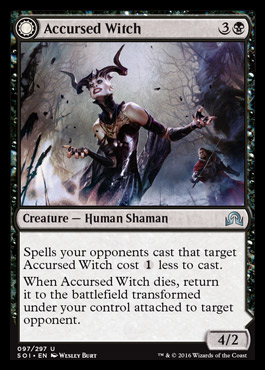 Accursed Witch 3
Creature — Human Shaman
Spells your opponents cast that target
Accursed Witch cost 1 less to cast.
When Accursed Witch dies, return
it to the battlefield transformed
under your control attached to target
opponent.
4/2
097/297 U
SOI • EN Wesley Burt
™ & © 2016 Wizards of the Coast